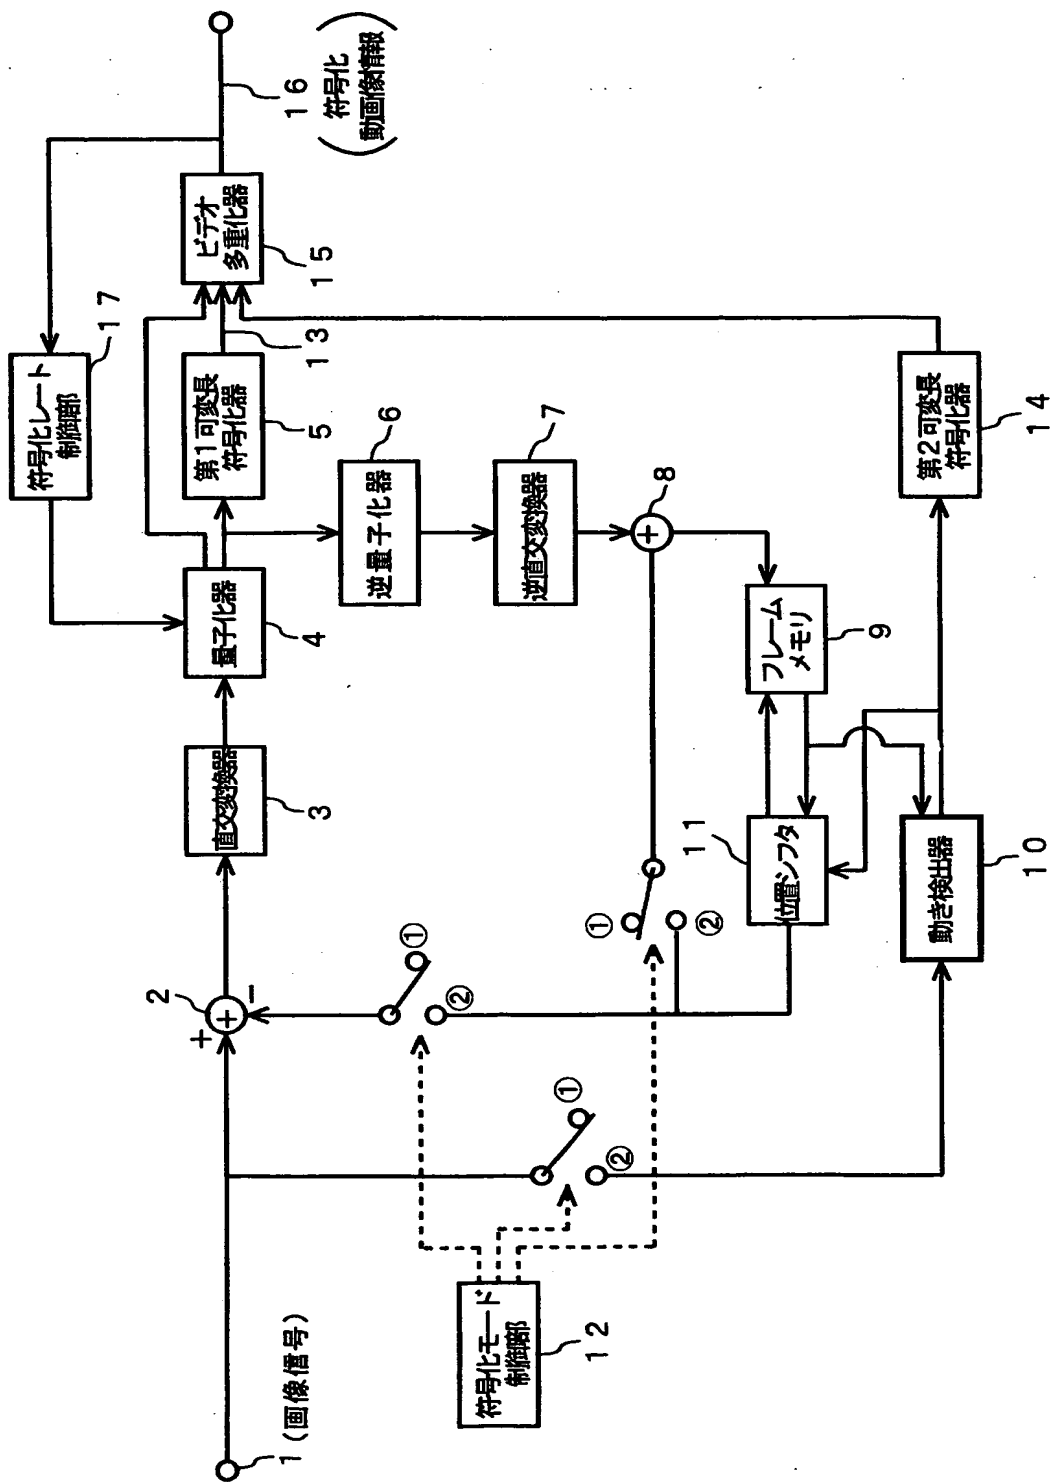 1 (画像信号)
2
+
+
-
直交変換器
3
量子化器
4
第1可変長
符号化器
5
13
ビデオ
多重化器
15
16
(符号化
動画像情報)
符号化レート
制御部
17
逆量子化器
6
逆直交変換器
7
+
8
フレーム
メモリ
9
動き検出器
10
位置シフタ
11
符号化モード
制御部
12
第2可変長
符号化器
14
①
②
①
②
①
②